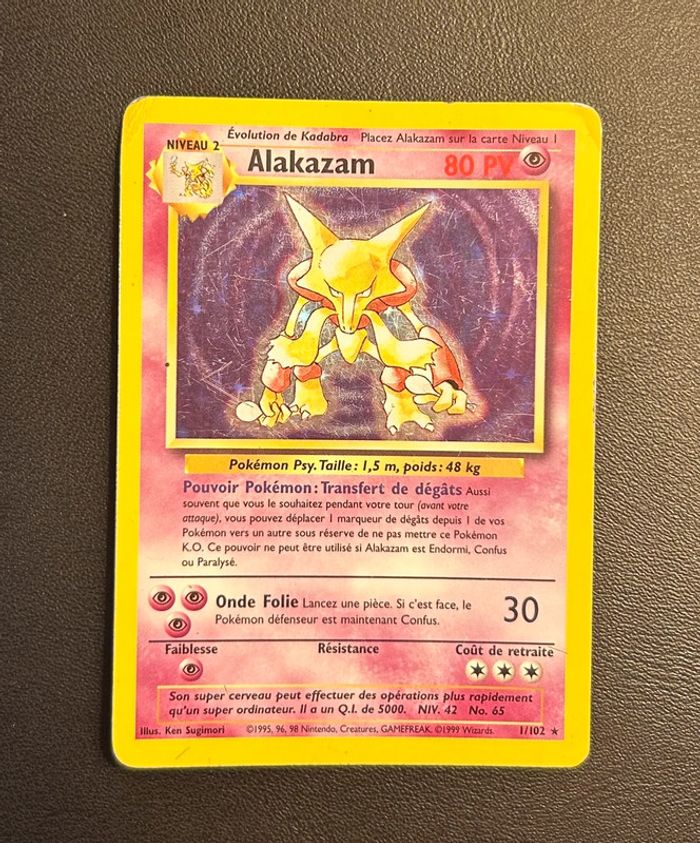 Évolution de Kadabra Placez Alakazam sur la carte Niveau 1
NIVEAU 2
Alakazam 80 PV
Pokémon Psy. Taille : 1,5 m, poids : 48 kg
Pouvoir Pokémon : Transfert de dégâts Aussi
souvent que vous le souhaitez pendant votre tour (avant votre
attaque), vous pouvez déplacer 1 marqueur de dégâts depuis 1 de vos
Pokémon vers un autre sous réserve de ne pas mettre ce Pokémon
K.O. Ce pouvoir ne peut être utilisé si Alakazam est Endormi, Confus
ou Paralysé.
Onde Folie Lancez une pièce. Si c'est face, le
Pokémon défenseur est maintenant Confus.
30
Faiblesse Résistance Coût de retraite
Son super cerveau peut effectuer des opérations plus rapidement
qu'un super ordinateur. Il a un Q.I. de 5000. NIV. 42 No. 65
Illus. Ken Sugimori ©1995, 96, 98 Nintendo, Creatures, GAMEFREAK. ©1999 Wizards. 1/102 ★